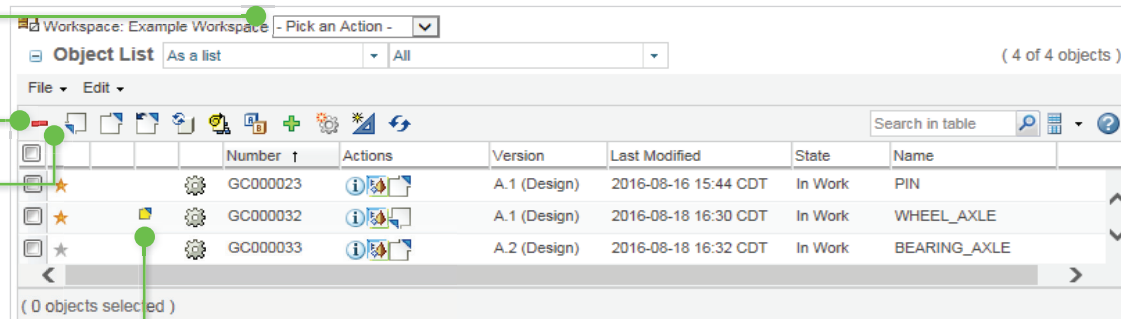 Workspace: Example Workspace - Pick an Action -
Object List As a list All ( 4 of 4 objects )
File Edit
Search in table
Number ↑ Actions Version Last Modified State Name
GC000023 A.1 (Design) 2016-08-16 15:44 CDT In Work PIN
GC000032 A.1 (Design) 2016-08-18 16:30 CDT In Work WHEEL_AXLE
GC000033 A.2 (Design) 2016-08-18 16:32 CDT In Work BEARING_AXLE
( 0 objects selected )